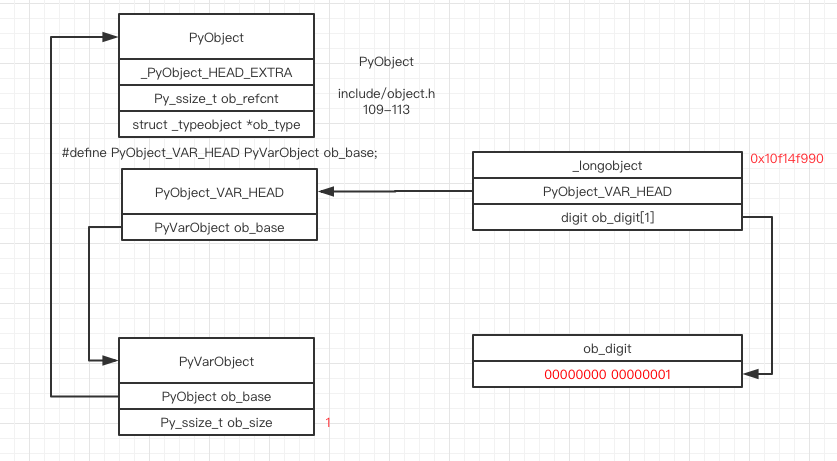 PyObject
_PyObject_HEAD_EXTRA
Py_ssize_t ob_refcnt
struct _typeobject *ob_type
PyObject
include/object.h
109-113
#define PyObject_VAR_HEAD PyVarObject ob_base;
PyObject_VAR_HEAD
PyVarObject ob_base
_longobject
PyObject_VAR_HEAD
digit ob_digit[1]
0x10f14f990
PyVarObject
PyObject ob_base
Py_ssize_t ob_size
1
ob_digit
00000000 00000001